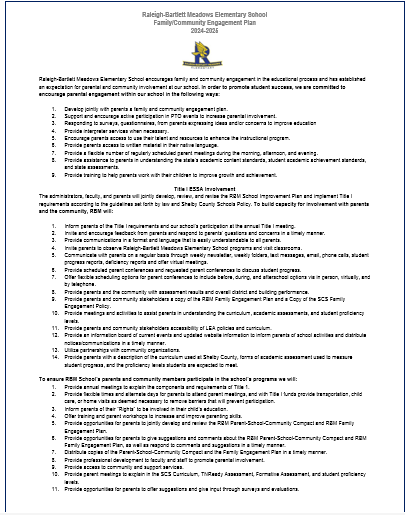 Raleigh-Bartlett Meadows Elementary School
Family/Community Engagement Plan
2024-2025
Raleigh-Bartlett Meadows Elementary School encourages family and community engagement in the educational process and has established
an expectation for parental and community involvement at our school. In order to promote student success, we are committed to
encourage parental engagement within our school in the following ways:
1. Develop jointly with parents a family and community engagement plan.
2. Support and encourage active participation in PTO events to increase parental involvement.
3. Responding to surveys, questionnaires, from parents expressing ideas and/or concerns to improve education
4. Provide interpreter services when necessary.
5. Encourage parents access to use their talent and resources to enhance the instructional program.
6. Provide parents access to written material in their native language.
7. Provide a flexible number of regularly scheduled parent meetings during the morning, afternoon, and evening.
8. Provide assistance to parents in understanding the state's academic content standards, student academic achievement standards,
and state assessments.
9. Provide training to help parents work with their children to improve growth and achievement.
Title I ESSA Involvement
The administrators, faculty, and parents will jointly develop, review, and revise the RBM School Improvement Plan and implement Title I
requirements according to the guidelines set forth by law and Shelby County Schools Policy. To build capacity for involvement with parents
and the community, RBM will:
1. Inform parents of the Title I requirements and our school's participation at the annual Title I meeting.
2. Invite and encourage feedback from parents and respond to parents' questions and concerns in a timely manner.
3. Provide communications in a format and language that is easily understandable to all parents.
4. Invite parents to observe Raleigh-Bartlett Meadows Elementary School programs and visit classrooms.
5. Communicate with parents on a regular basis through weekly newsletter, weekly folders, last messages, email, phone calls, student
progress reports, deficiency reports and other virtual meetings.
6. Provide scheduled parent conferences and requested parent conferences to discuss student progress.
7. Offer flexible scheduling options for parent conferences to include before, during, and afterschool options via in person, virtually, and
by telephone.
8. Provide parents and the community with assessment results and overall district and building performance.
9. Provide parents and community stakeholders a copy of the RBM Family Engagement Plan and a Copy of the SCS Family
Engagement Policy.
10. Provide meetings and activities to assist parents in understanding the curriculum, academic assessments, and student proficiency
levels.
11. Provide parents and community stakeholders accessibility of LEA policies and curriculum.
12. Provide an information board of current events and updated website information to inform parents of school activities and distribute
notices/communications in a timely manner.
13. Utilize partnerships with community organizations.
14. Provide parents with a description of the curriculum used at Shelby County, forms of academic assessment used to measure
student progress, and the proficiency levels students are expected to meet.
To ensure RBM School's parents and community members participate in the school's programs we will:
1. Provide annual meetings to explain the components and requirements of Title 1.
2. Provide flexible times and alternate days for parents to attend parent meetings, and with Title I funds provide transportation, child
care, or home visits as deemed necessary to remove barriers that will prevent participation.
3. Inform parents of their "Rights" to be involved in their child's education.
4. Offer training and parent workshops to increase and improve parenting skills.
5. Provide opportunities for parents to jointly develop and review the RBM Parent-School-Community Compact and RBM Family
Engagement Plan.
6. Provide opportunities for parents to give suggestions and comments about the RBM Parent-School-Community Compact and RBM
Family Engagement Plan, as well as respond to comments and suggestions in a timely manner.
7. Distribute copies of the Parent-School-Community Compact and the Family Engagement Plan in a timely manner.
8. Provide professional development to faculty and staff to promote parental involvement.
9. Provide access to community and support services.
10. Provide parent meetings to explain in the SCS Curriculum, TNReady Assessment, Formative Assessment, and student proficiency
levels.
11. Provide opportunities for parents to offer suggestions and give input through surveys and evaluations.